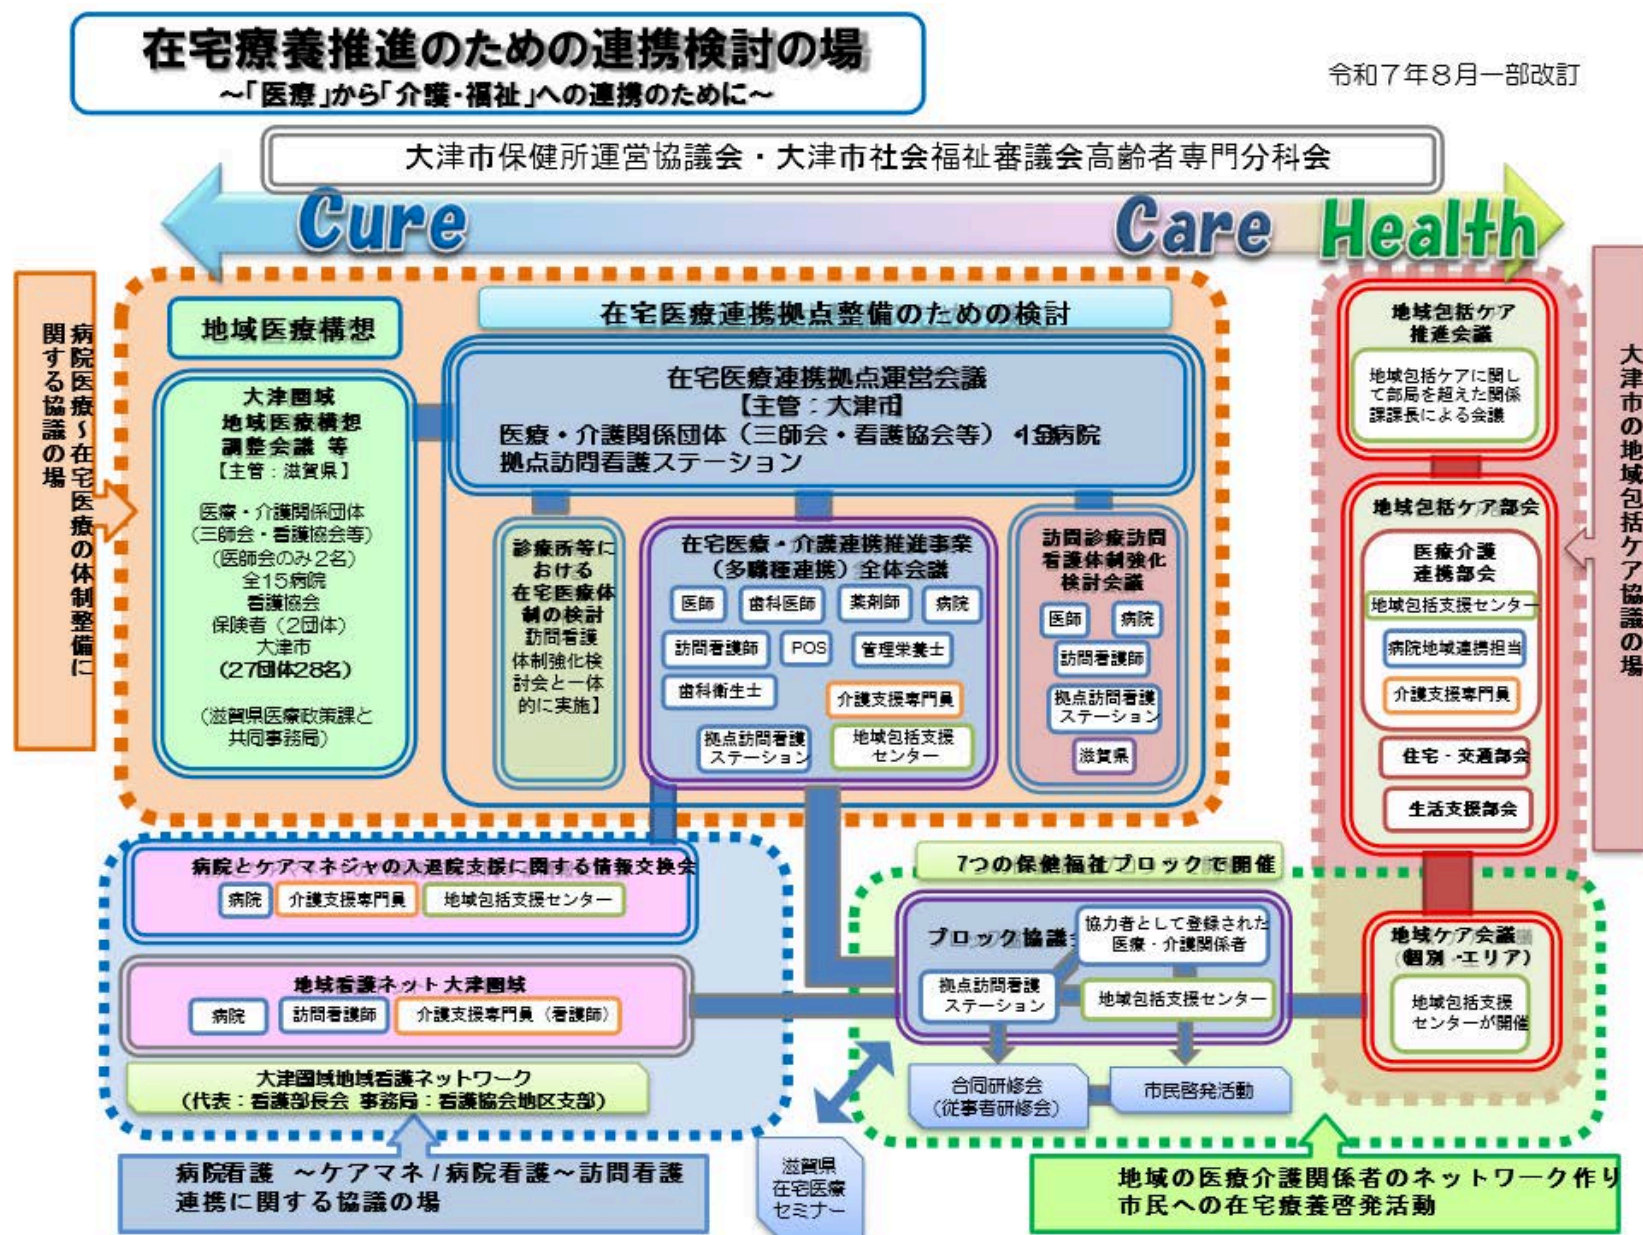 在宅療養推進のための連携検討の場
～「医療」から「介護・福祉」への連携のために～
令和７年８月一部改訂
大津市保健所運営協議会・大津市社会福祉審議会高齢者専門分科会
Cure
Care
Health
病院医療～在宅医療の体制整備に
関する協議の場
地域医療構想
大津圏域
地域医療構想
調整会議 等
【主管：滋賀県】
医療・介護関係団体
（三師会・看護協会等）
（医師会のみ２名）
全１５病院
看護協会
保険者（２団体）
大津市
（２７団体２８名）
（滋賀県医療政策課と
共同事務局）
在宅医療連携拠点整備のための検討
在宅医療連携拠点運営会議
【主管：大津市】
医療・介護関係団体（三師会・看護協会等）・
病院
拠点訪問看護ステーション
診療所等に
おける
在宅医療体
制の検討
訪問看護
体制強化検
討会と一体
的に実施】
在宅医療・介護連携推進事業
（多職種連携）全体会議
医師
歯科医師
薬剤師
病院
訪問看護師
POS
管理栄養士
歯科衛生士
介護支援専門員
拠点訪問看護
ステーション
地域包括支援
センター
訪問診療訪問
看護体制強化
検討会議
医師
病院
訪問看護師
拠点訪問看護
ステーション
滋賀県
地域包括ケア
推進会議
地域包括ケアに関し
て部局を超えた関係
課課長による会議
地域包括ケア部会
医療介護
連携部会
地域包括支援センター
病院地域連携担当
介護支援専門員
住宅・交通部会
生活支援部会
大津市の地域包括ケア協議の場
病院とケアマネジャの入退院支援に関する情報交換会
病院
介護支援専門員
地域包括支援センター
地域看護ネット大津圏域
病院
訪問看護師
介護支援専門員（看護師）
大津圏域地域看護ネットワーク
（代表：看護部長会 事務局：看護協会地区支部）
病院看護 ～ケアマネ/病院看護～訪問看護
連携に関する協議の場
7つの保健福祉ブロックで開催
ブロック協議
協力者として登録された
医療・介護関係者
拠点訪問看護
ステーション
地域包括支援センター
合同研修会
（従事者研修会）
市民啓発活動
地域ケア会議
（個別・エリア）
地域包括支援
センターが開催
滋賀県
在宅医療
セミナー
地域の医療介護関係者のネットワーク作り
市民への在宅療養啓発活動